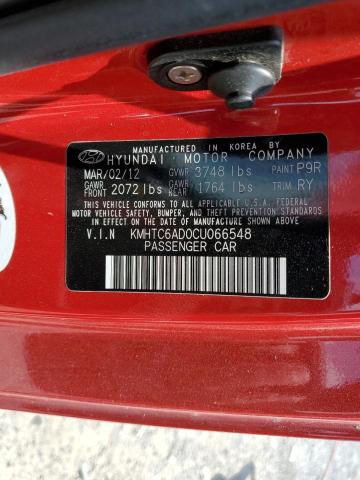 MANUFACTURED IN KOREA BY
HYUNDAI MOTOR COMPANY
MAR/02/12 GVWR 3748 lbs PAINT P9R
GAWR FRONT 2072 lbs GAWR REAR 1764 lbs TRIM RY
THIS VEHICLE CONFORMS TO ALL APPLICABLE U.S.A. FEDERAL
MOTOR VEHICLE SAFETY, BUMPER, AND THEFT PREVENTION
STANDARDS IN EFFECT ON THE DATE OF
MANUFACTURE SHOWN ABOVE.
V.I.N KMHTC6AD0CU066548
PASSENGER CAR